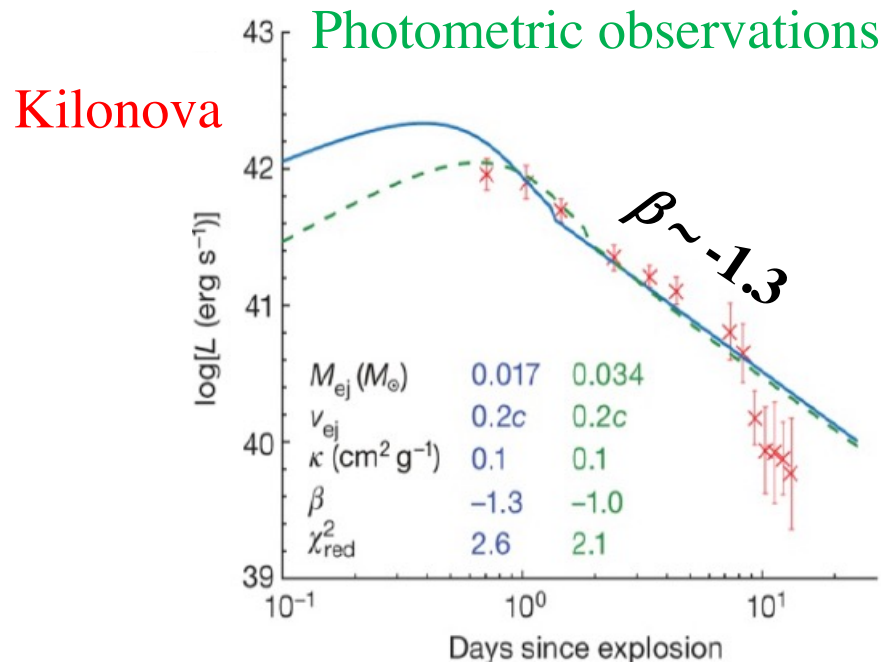 Photometric observations
Kilonova
43
42
41
40
39
log[L (erg s⁻¹)]
β ~ -1.3
M_ej (M_⊙) 0.017 0.034
v_ej 0.2c 0.2c
κ (cm² g⁻¹) 0.1 0.1
β –1.3 –1.0
χ²_red 2.6 2.1
10⁻¹ 10⁰ 10¹
Days since explosion